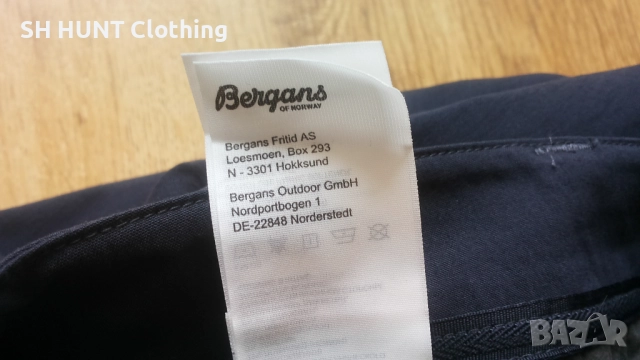 SH HUNT Clothing
Bergans
OF NORWAY
Bergans Fritid AS
Loesmoen, Box 293
N - 3301 Hokksund
Bergans Outdoor GmbH
Nordportbogen 1
DE-22848 Norderstedt
BAZAR